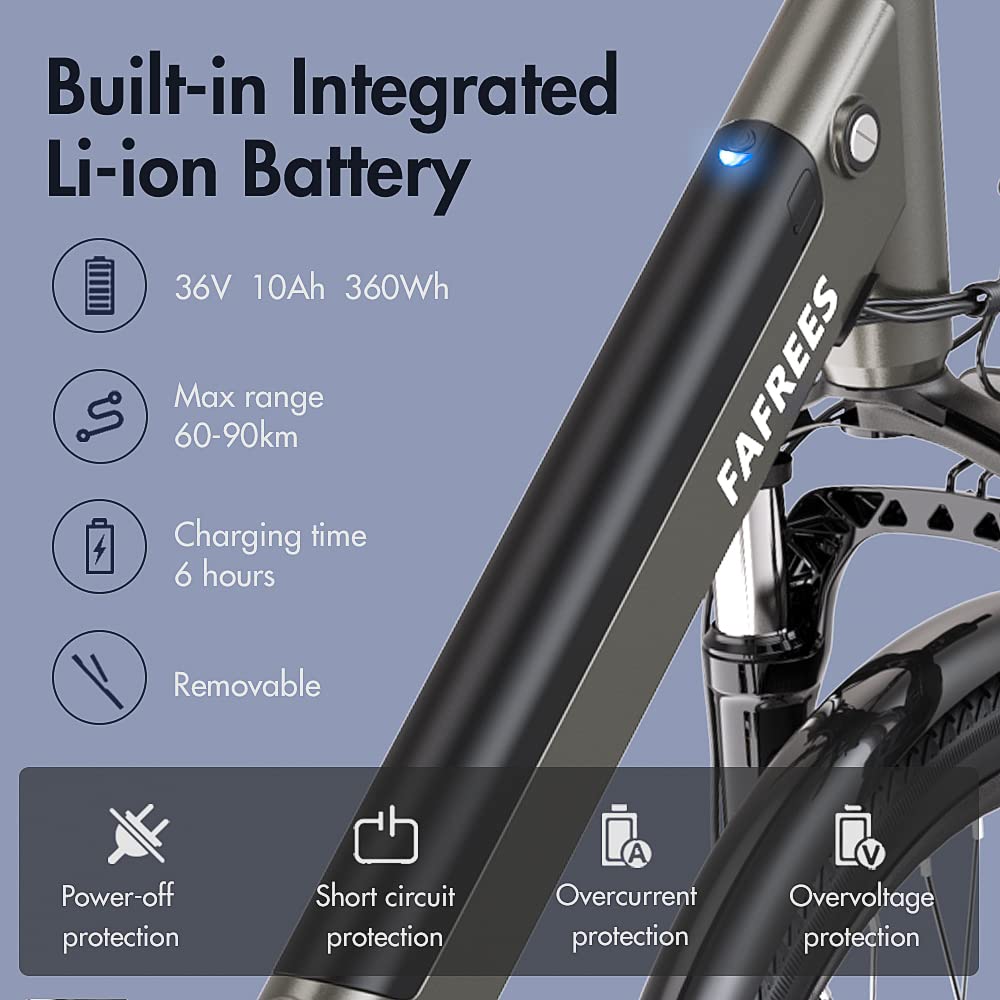 Built-in Integrated
Li-ion Battery
36V 10Ah 360Wh
Max range
60-90km
Charging time
6 hours
Removable
FAFREES
A
V
Power-off
protection
Short circuit
protection
Overcurrent
protection
Overvoltage
protection